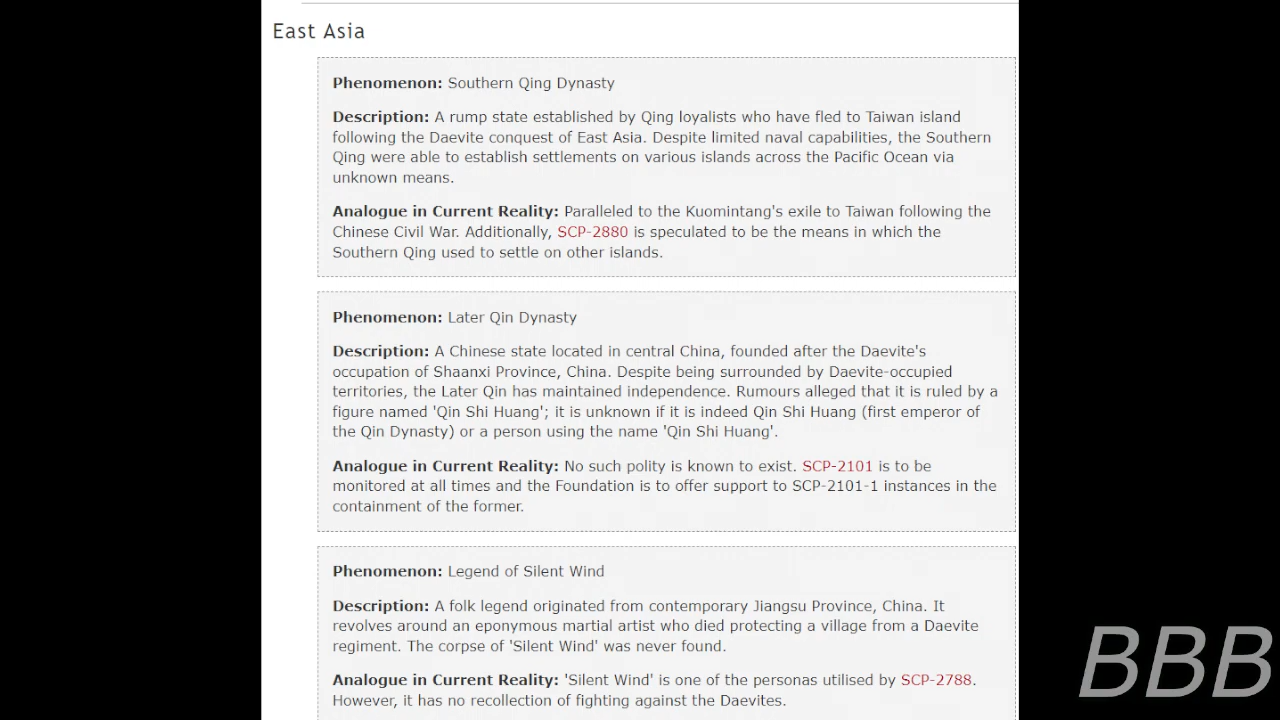 East Asia
Phenomenon: Southern Qing Dynasty
Description: A rump state established by Qing loyalists who have fled to Taiwan island
following the Daevite conquest of East Asia. Despite limited naval capabilities, the Southern
Qing were able to establish settlements on various islands across the Pacific Ocean via
unknown means.
Analogue in Current Reality: Paralleled to the Kuomintang's exile to Taiwan following the
Chinese Civil War. Additionally, SCP-2880 is speculated to be the means in which the
Southern Qing used to settle on other islands.
Phenomenon: Later Qin Dynasty
Description: A Chinese state located in central China, founded after the Daevite's
occupation of Shaanxi Province, China. Despite being surrounded by Daevite-occupied
territories, the Later Qin has maintained independence. Rumours alleged that it is ruled by a
figure named 'Qin Shi Huang'; it is unknown if it is indeed Qin Shi Huang (first emperor of
the Qin Dynasty) or a person using the name 'Qin Shi Huang'.
Analogue in Current Reality: No such polity is known to exist. SCP-2101 is to be
monitored at all times and the Foundation is to offer support to SCP-2101-1 instances in the
containment of the former.
Phenomenon: Legend of Silent Wind
Description: A folk legend originated from contemporary Jiangsu Province, China. It
revolves around an eponymous martial artist who died protecting a village from a Daevite
regiment. The corpse of 'Silent Wind' was never found.
Analogue in Current Reality: 'Silent Wind' is one of the personas utilised by SCP-2788.
However, it has no recollection of fighting against the Daevites.
BBB